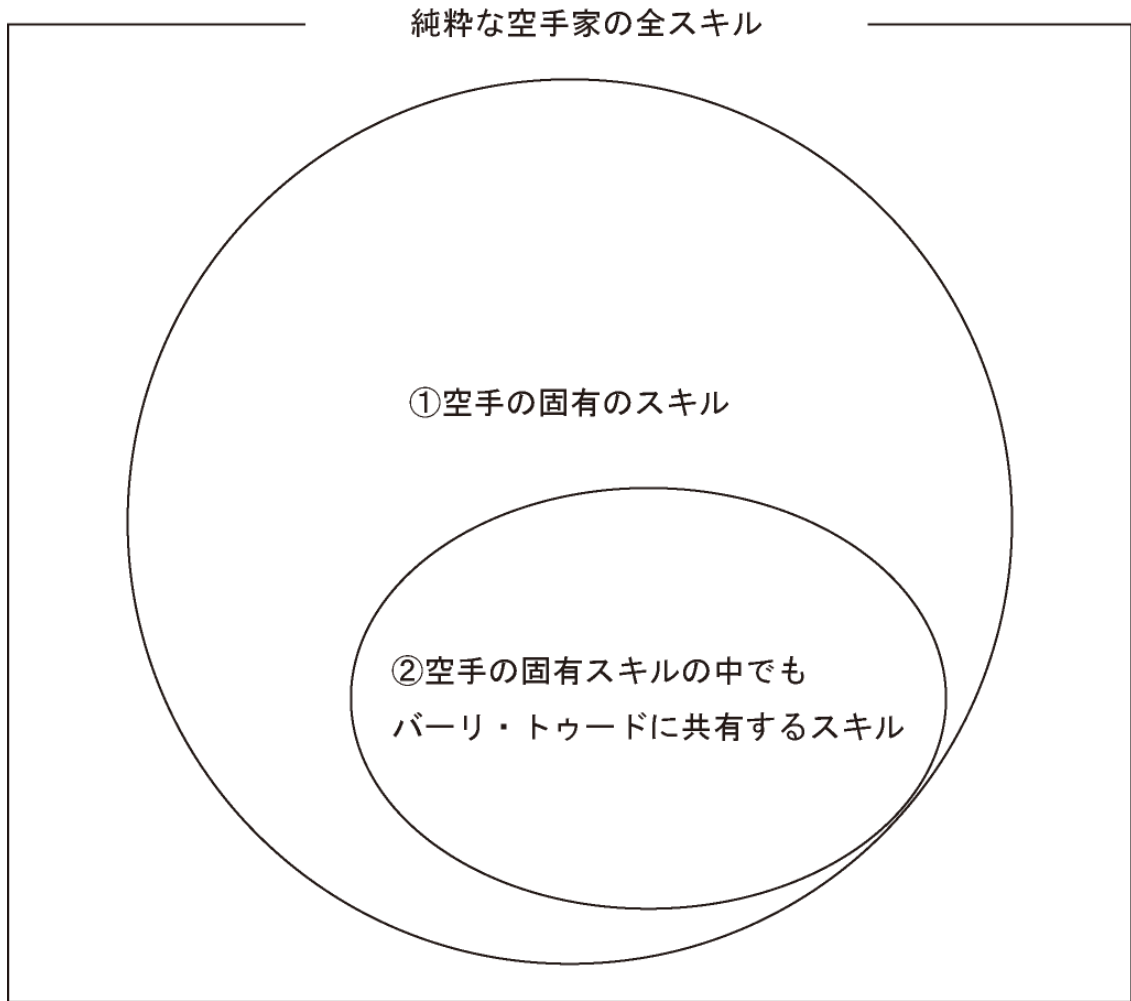 純粋な空手家の全スキル
①空手の固有のスキル
②空手の固有スキルの中でも
バーリ・トゥードに共有するスキル